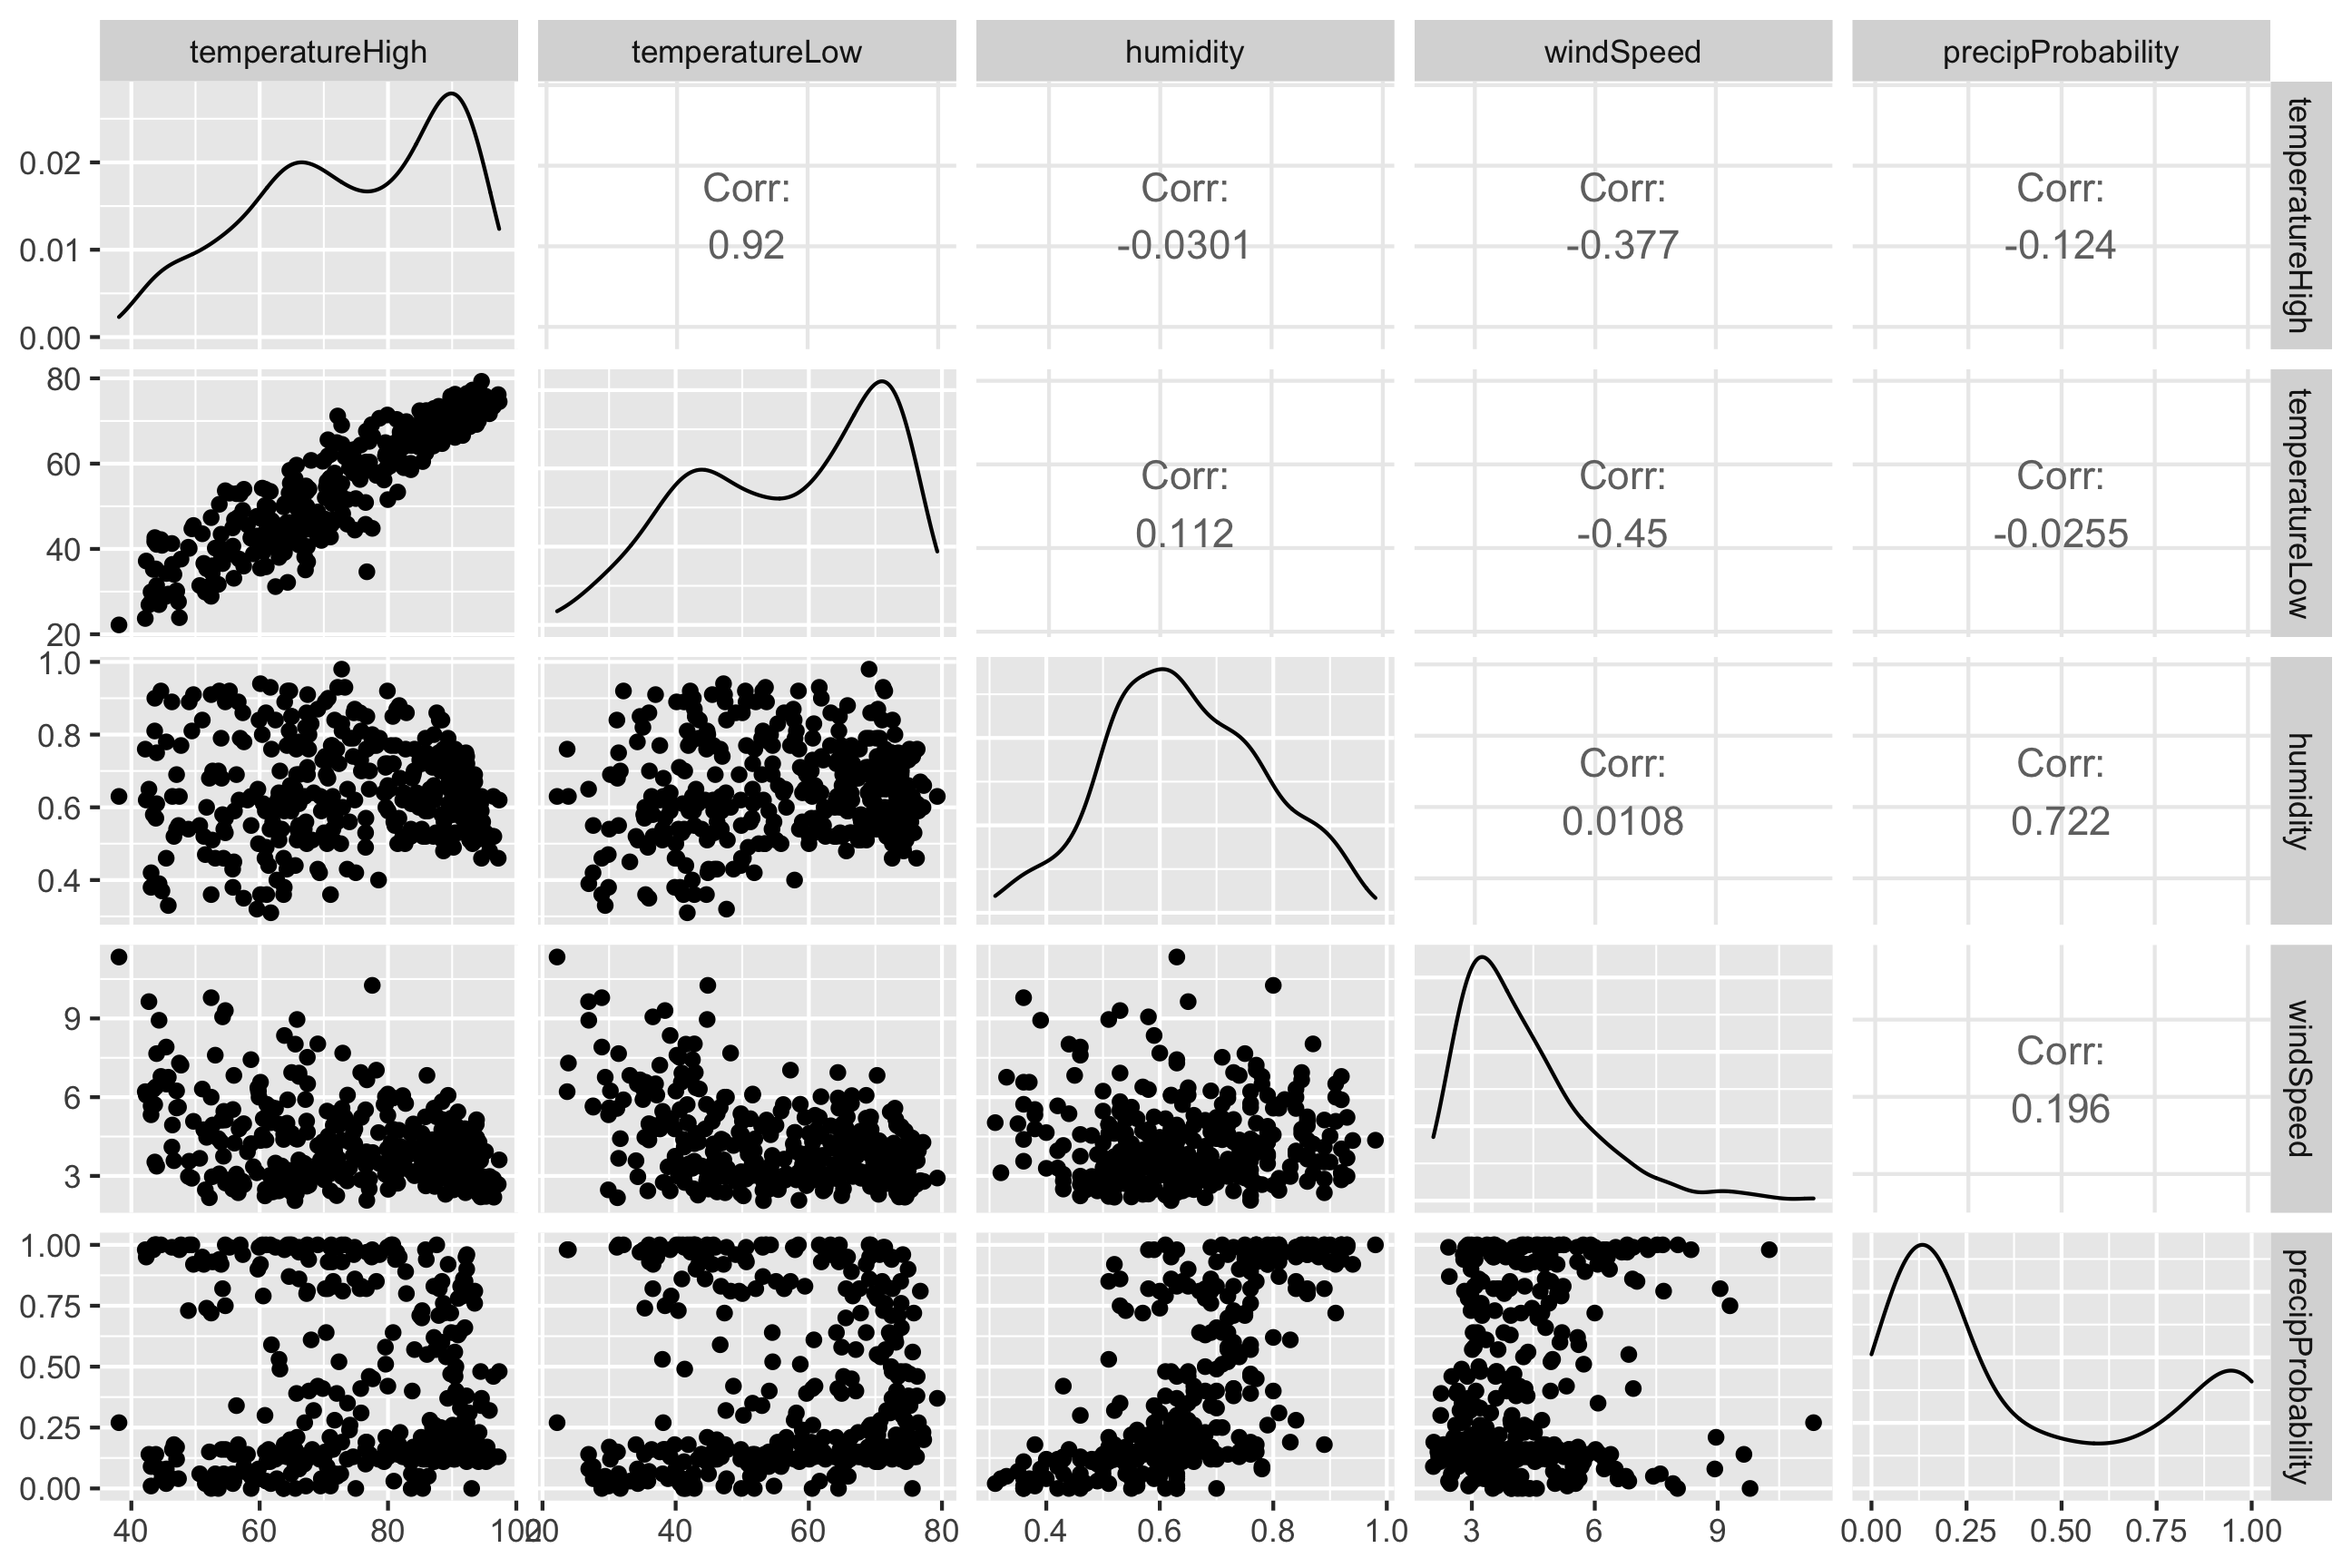 temperatureHigh temperatureLow humidity windSpeed precipProbability
0.02
0.01
0.00
Corr:
0.92
Corr:
-0.0301
Corr:
-0.377
Corr:
-0.124
temperatureHigh
80
60
40
20
Corr:
0.112
Corr:
-0.45
Corr:
-0.0255
temperatureLow
1.0
0.8
0.6
0.4
Corr:
0.0108
Corr:
0.722
humidity
9
6
3
Corr:
0.196
windSpeed
1.00
0.75
0.50
0.25
0.00
precipProbability
40 60 80 100
20 40 60 80
0.4 0.6 0.8 1.0
3 6 9
0.00 0.25 0.50 0.75 1.00